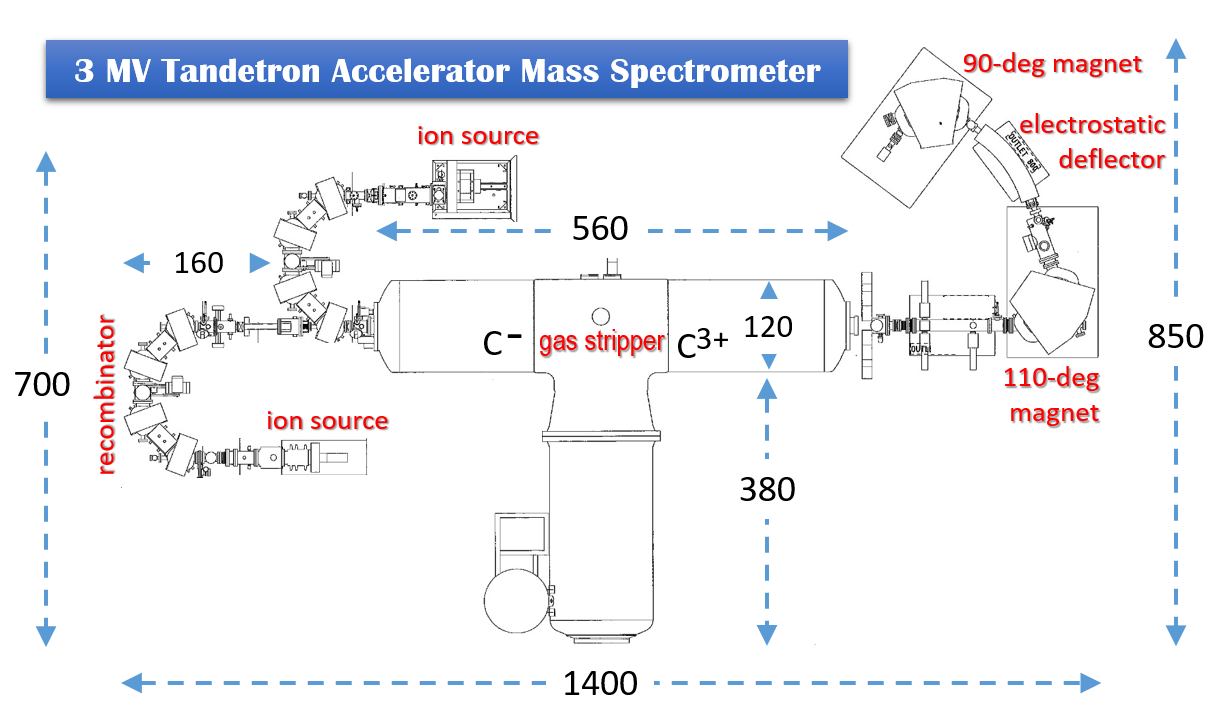 3 MV Tandetron Accelerator Mass Spectrometer
90-deg magnet
electrostatic
deflector
OUTLET
ion source
560
160
C-
gas stripper
C3+
120
850
recombinator
700
ion source
110-deg
magnet
380
1400